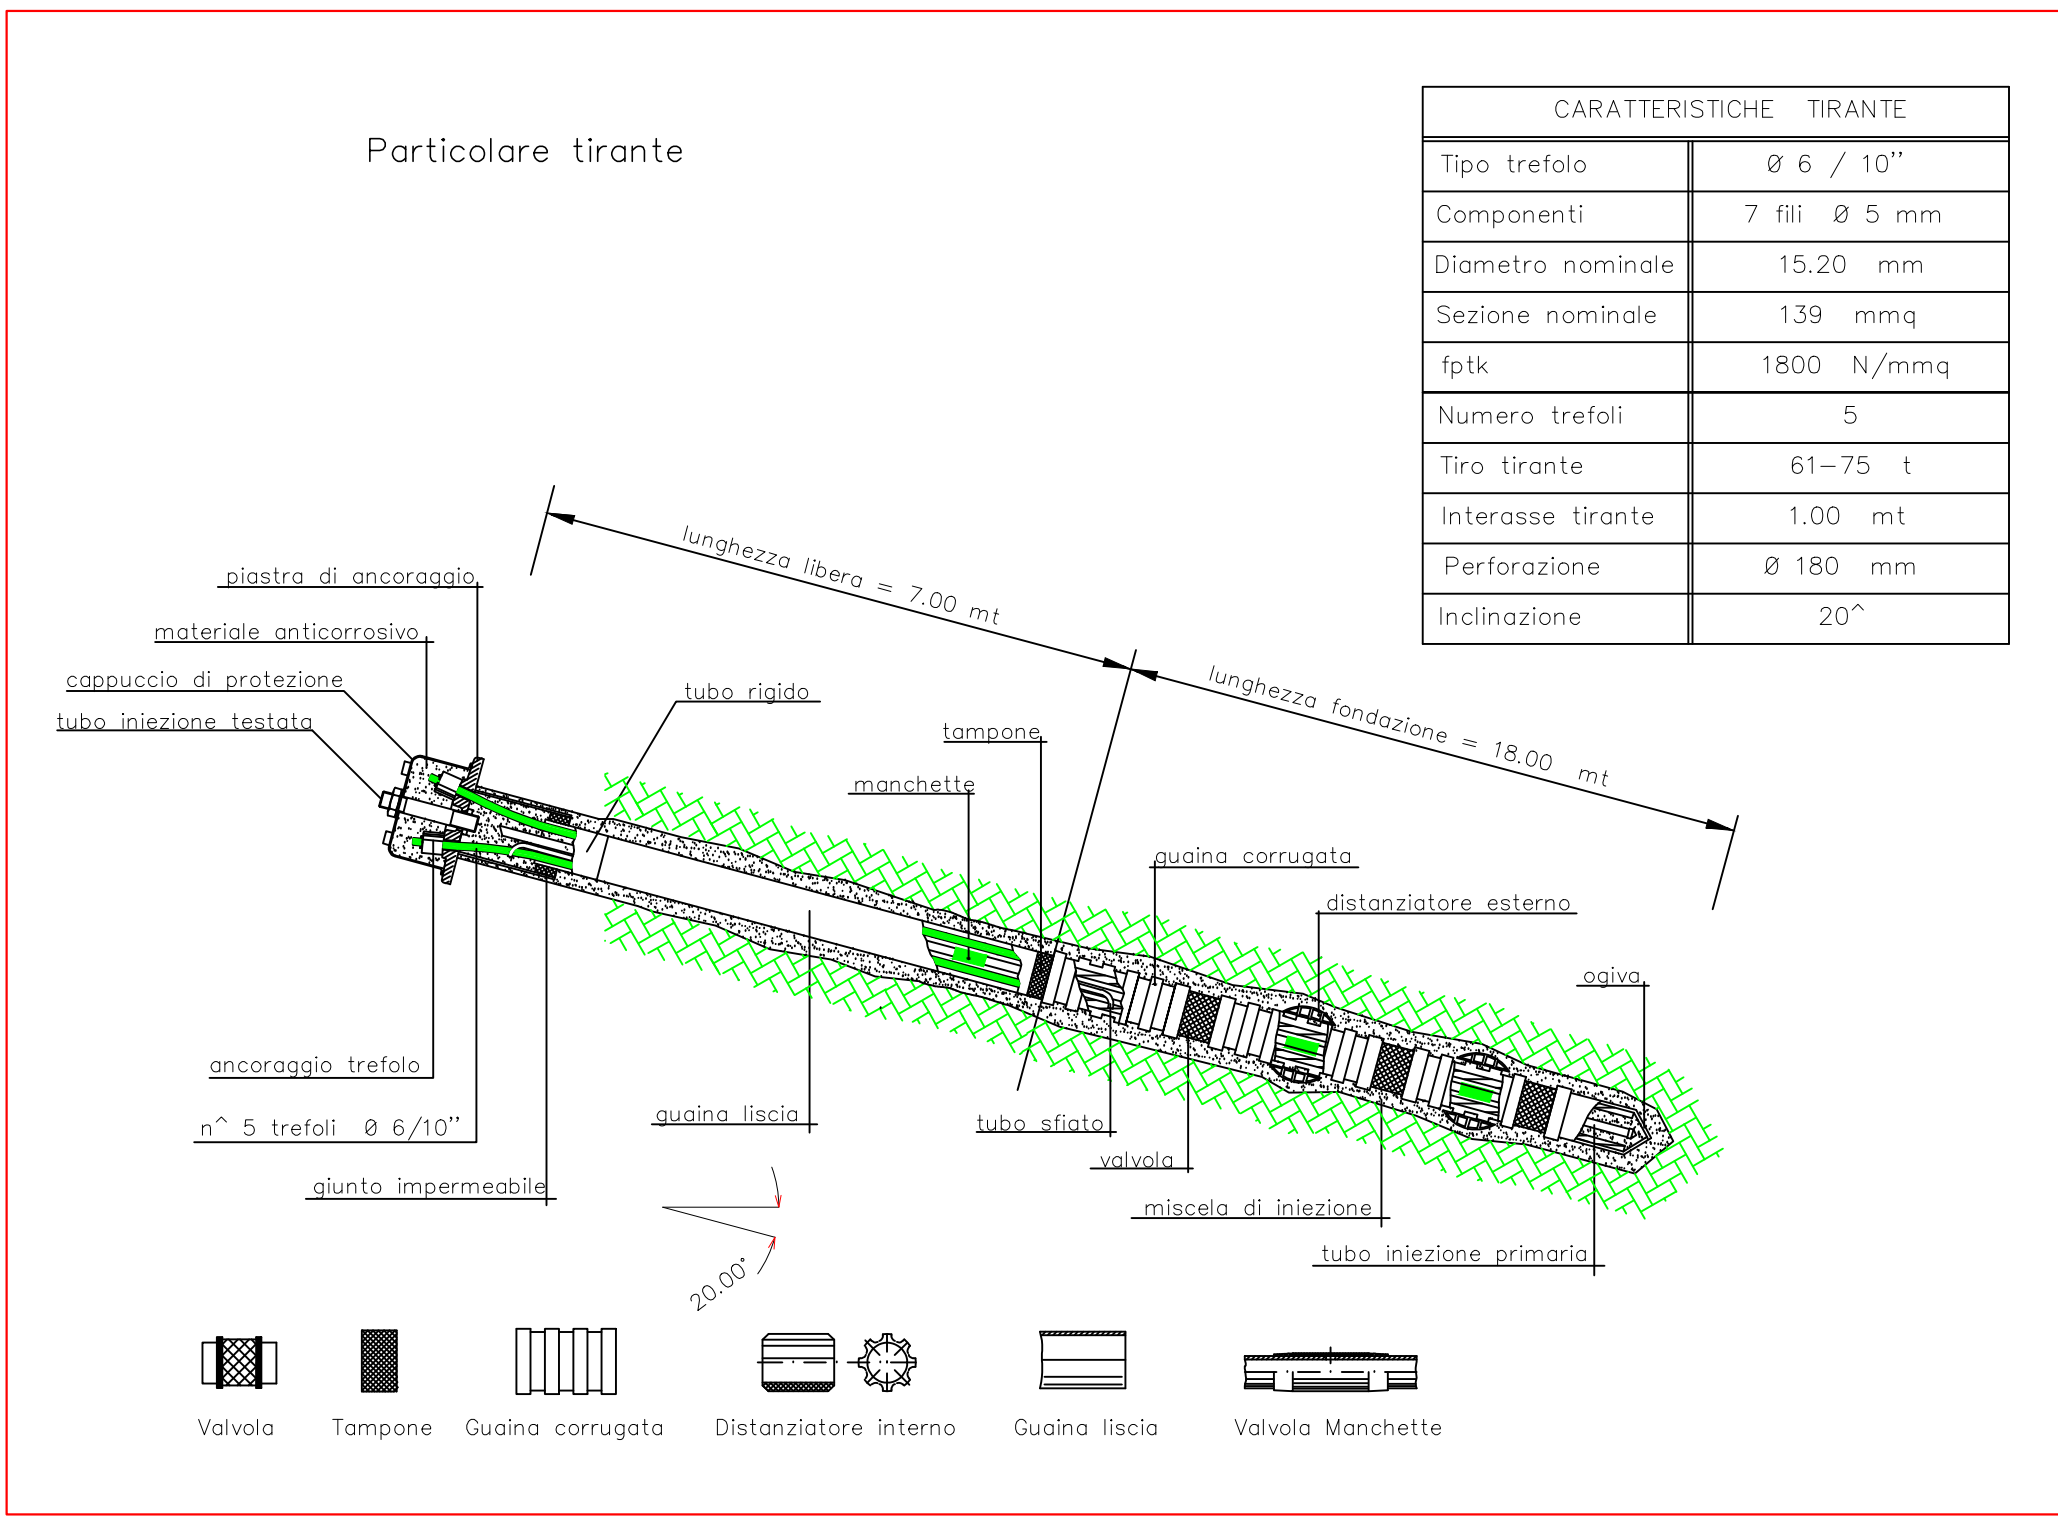 Particolare tirante
CARATTERISTICHE TIRANTE
Tipo trefolo Ø 6 / 10"
Componenti 7 fili Ø 5 mm
Diametro nominale 15.20 mm
Sezione nominale 139 mmq
fptk 1800 N/mmq
Numero trefoli 5
Tiro tirante 61-75 t
Interasse tirante 1.00 mt
Perforazione Ø 180 mm
Inclinazione 20^
lunghezza libera = 7.00 mt
lunghezza fondazione = 18.00 mt
piastra di ancoraggio
materiale anticorrosivo
cappuccio di protezione
tubo iniezione testata
tubo rigido
tampone
manchette
guaina corrugata
distanziatore esterno
ogiva
ancoraggio trefolo
n^ 5 trefoli Ø 6/10"
giunto impermeabile
guaina liscia
tubo sfiato
valvola
miscela di iniezione
tubo iniezione primaria
20.00°
Valvola
Tampone
Guaina corrugata
Distanziatore interno
Guaina liscia
Valvola Manchette